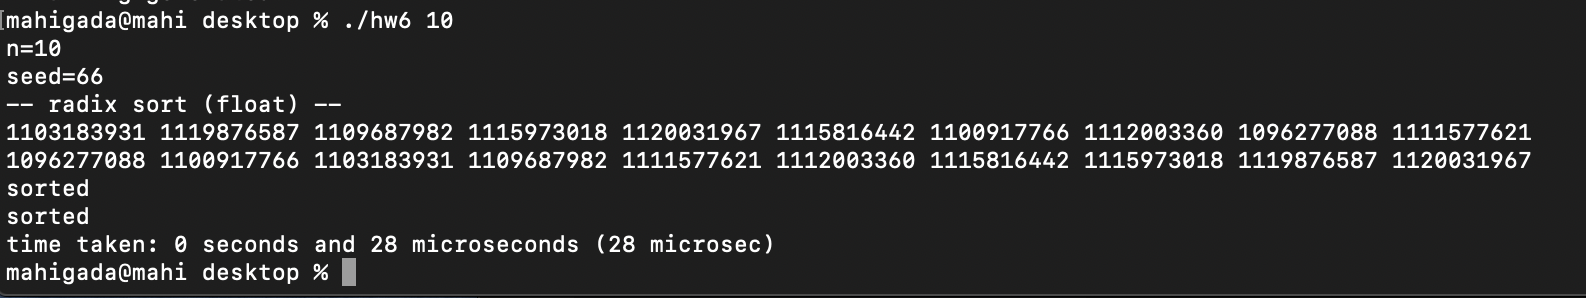 mahigada@mahi desktop % ./hw6 10
n=10
seed=66
-- radix sort (float) --
1103183931 1119876587 1109687982 1115973018 1120031967 1115816442 1100917766 1112003360 1096277088 1111577621
1096277088 1100917766 1103183931 1109687982 1111577621 1112003360 1115816442 1115973018 1119876587 1120031967
sorted
sorted
time taken: 0 seconds and 28 microseconds (28 microsec)
mahigada@mahi desktop %